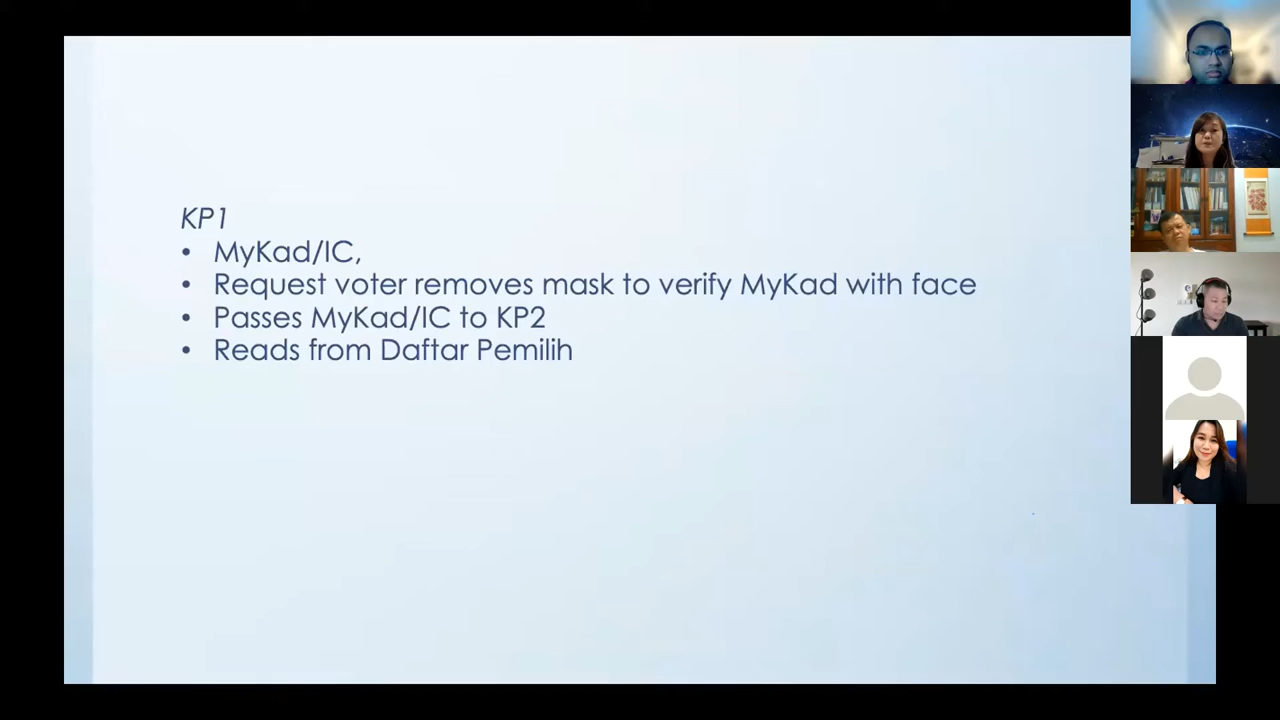 KP1
• MyKad/IC,
• Request voter removes mask to verify MyKad with face
• Passes MyKad/IC to KP2
• Reads from Daftar Pemilih